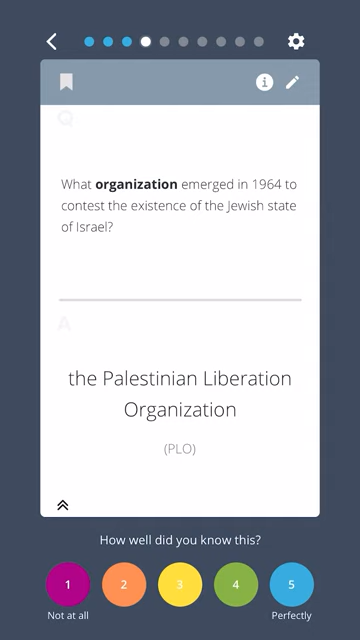 Q
What organization emerged in 1964 to
contest the existence of the Jewish state
of Israel?
A
the Palestinian Liberation
Organization
(PLO)
How well did you know this?
1
2
3
4
5
Not at all
Perfectly